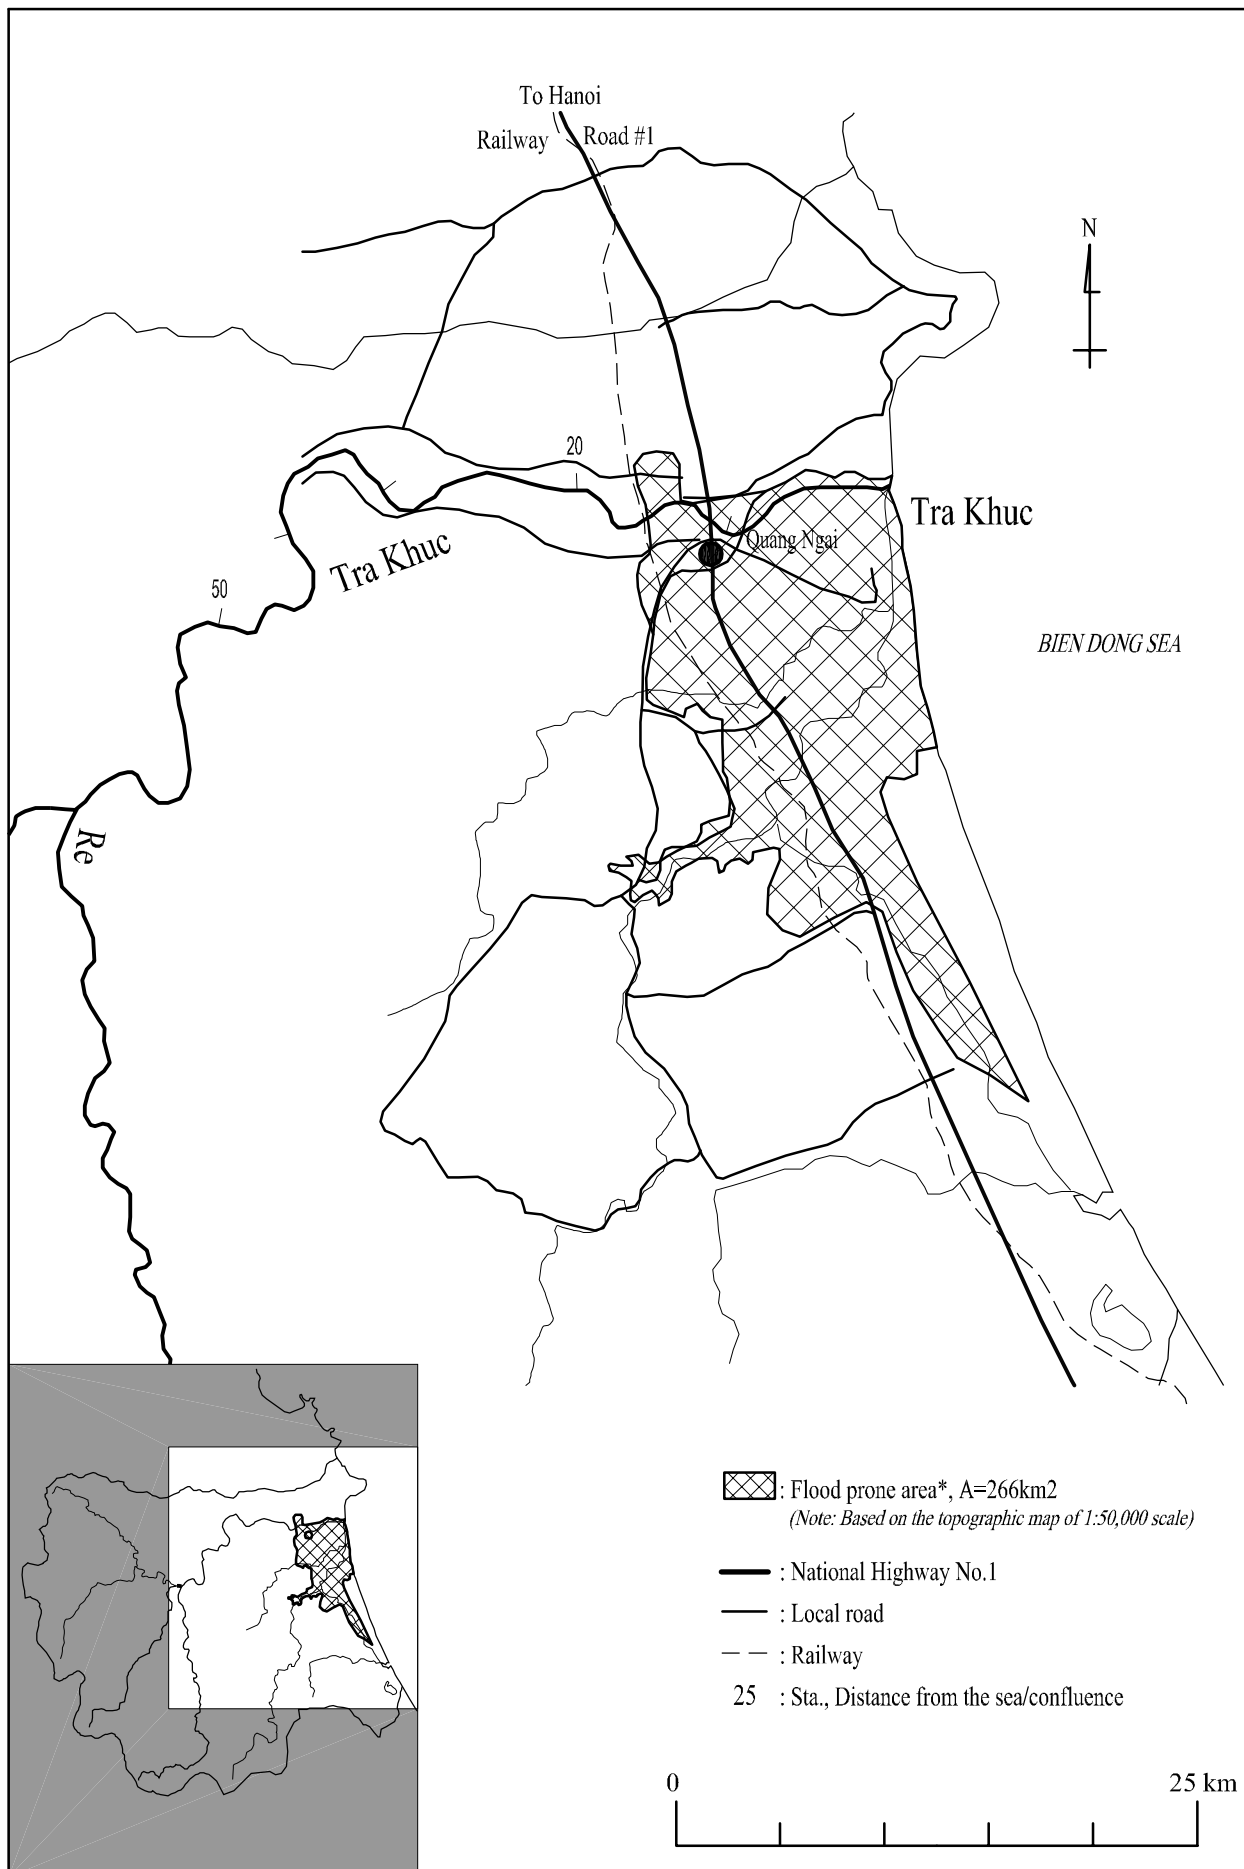 To Hanoi
Railway
Road #1
N
20
Tra Khuc
Quang Ngai
Tra Khuc
50
BIEN DONG SEA
Re
: Flood prone area*, A=266km2
(Note: Based on the topographic map of 1:50,000 scale)
: National Highway No.1
: Local road
: Railway
25 : Sta., Distance from the sea/confluence
0 25 km